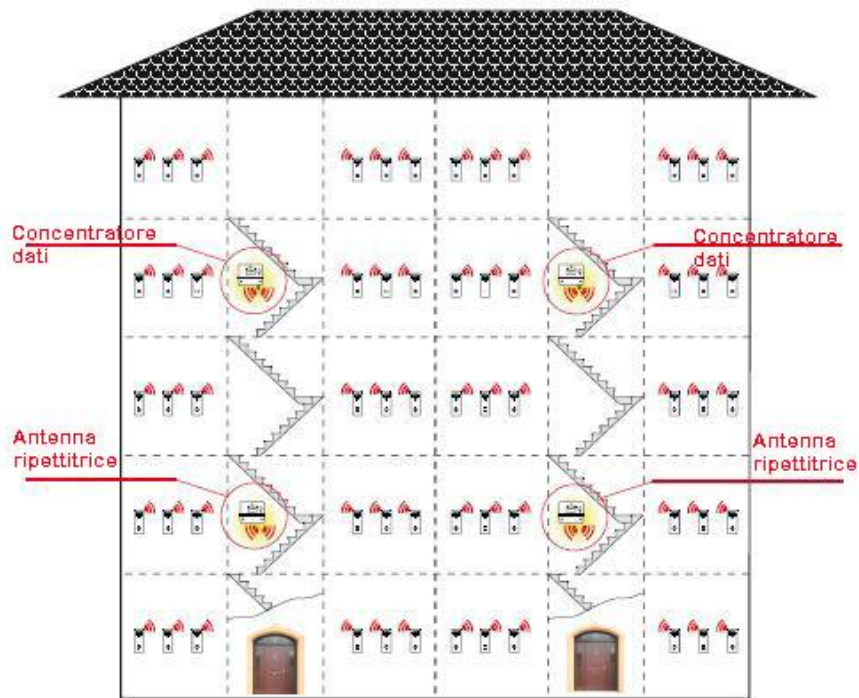 Concentratore
dati
Concentratore
dati
Antenna
ripettitrice
Antenna
ripettitrice